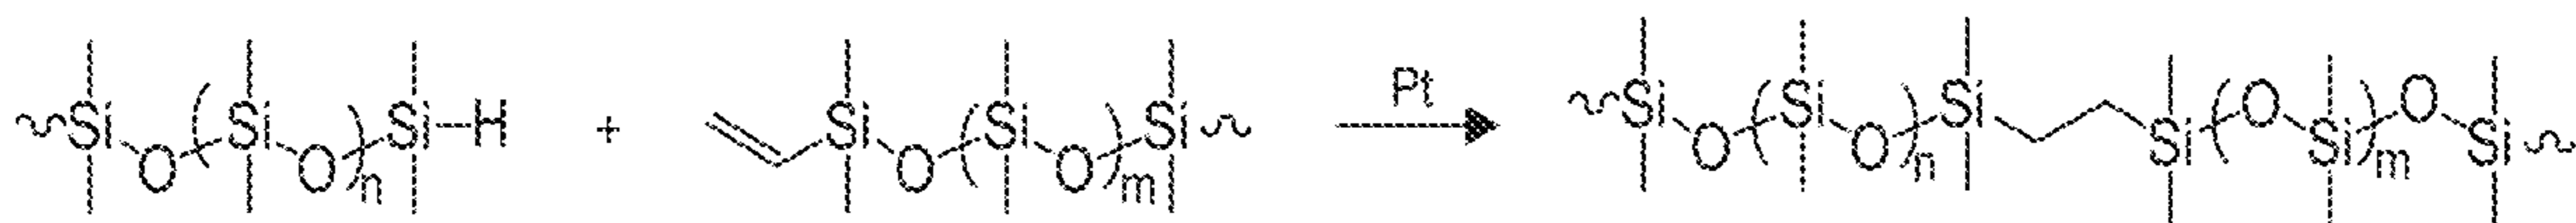 Si O ( Si O )n Si–H + Si O ( Si O )m Si Pt Si O ( Si O )n Si Si ( O Si )m O Si